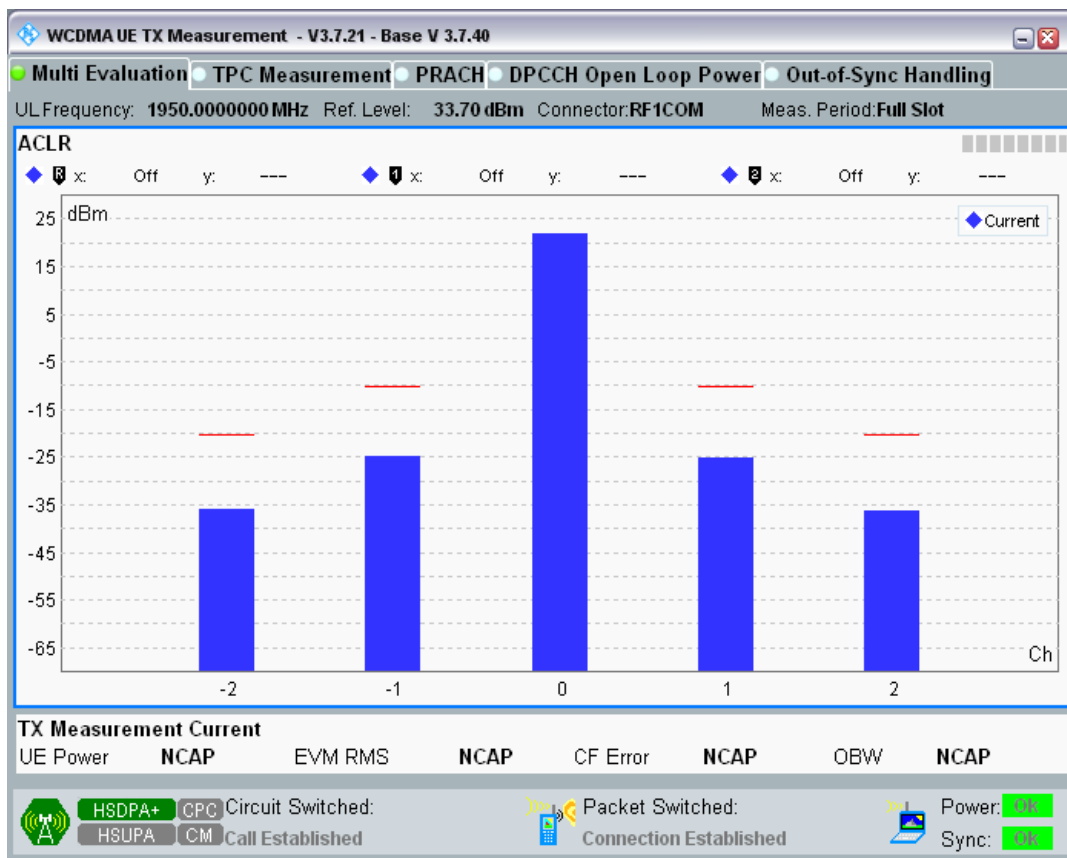 WCDMA UE TX Measurement - V3.7.21 - Base V 3.7.40
Multi Evaluation TPC Measurement PRACH DPCCH Open Loop Power Out-of-Sync Handling
UL Frequency: 1950.0000000 MHz Ref. Level: 33.70 dBm Connector:RF1COM Meas. Period:Full Slot
ACLR
R x: Off y: --- 1 x: Off y: --- 2 x: Off y: ---
dBm
Current
25
15
5
-5
-15
-25
-35
-45
-55
-65
Ch
-2 -1 0 1 2
TX Measurement Current
UE Power NCAP EVM RMS NCAP CF Error NCAP OBW NCAP
HSDPA+ CPC Circuit Switched: Packet Switched: Power: Ok
HSUPA CM Call Established Connection Established Sync: Ok